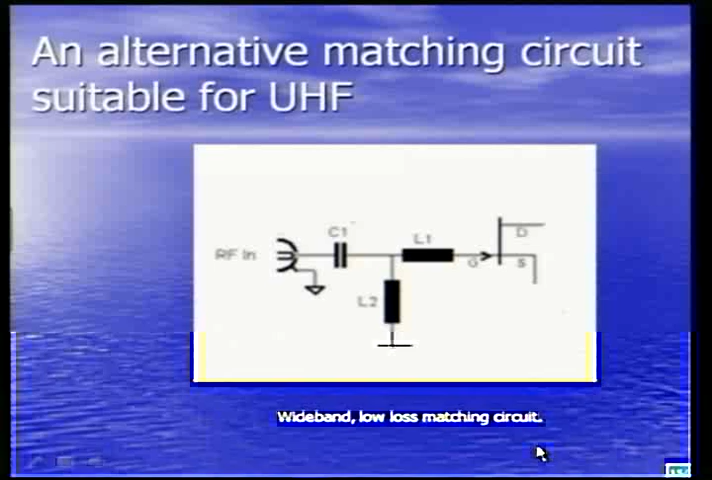 An alternative matching circuit
suitable for UHF
RF In
C1
L1
L2
G
D
S
Wideband, low loss matching circuit.